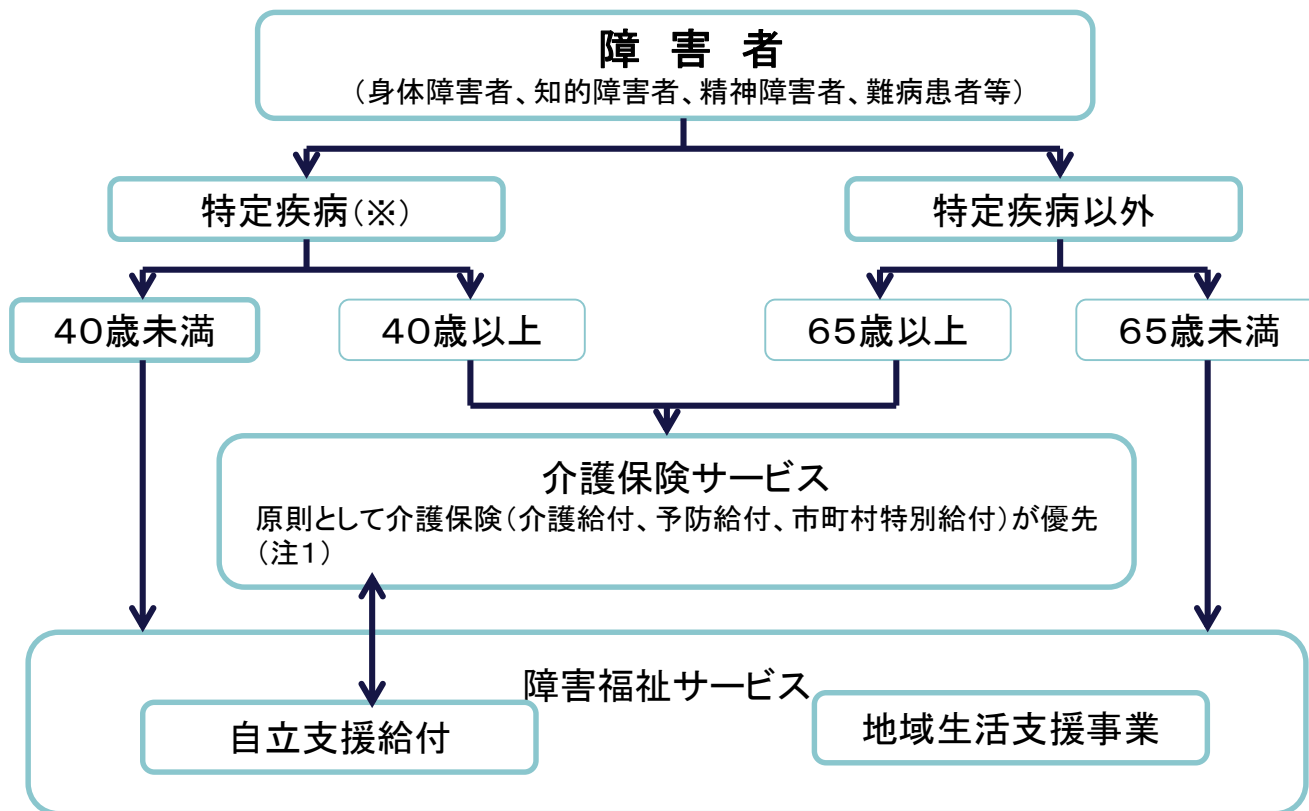 障 害 者
（身体障害者、知的障害者、精神障害者、難病患者等）
特定疾病（※）
特定疾病以外
４０歳未満
４０歳以上
６５歳以上
６５歳未満
介護保険サービス
原則として介護保険（介護給付、予防給付、市町村特別給付）が優先
（注１）
障害福祉サービス
自立支援給付
地域生活支援事業